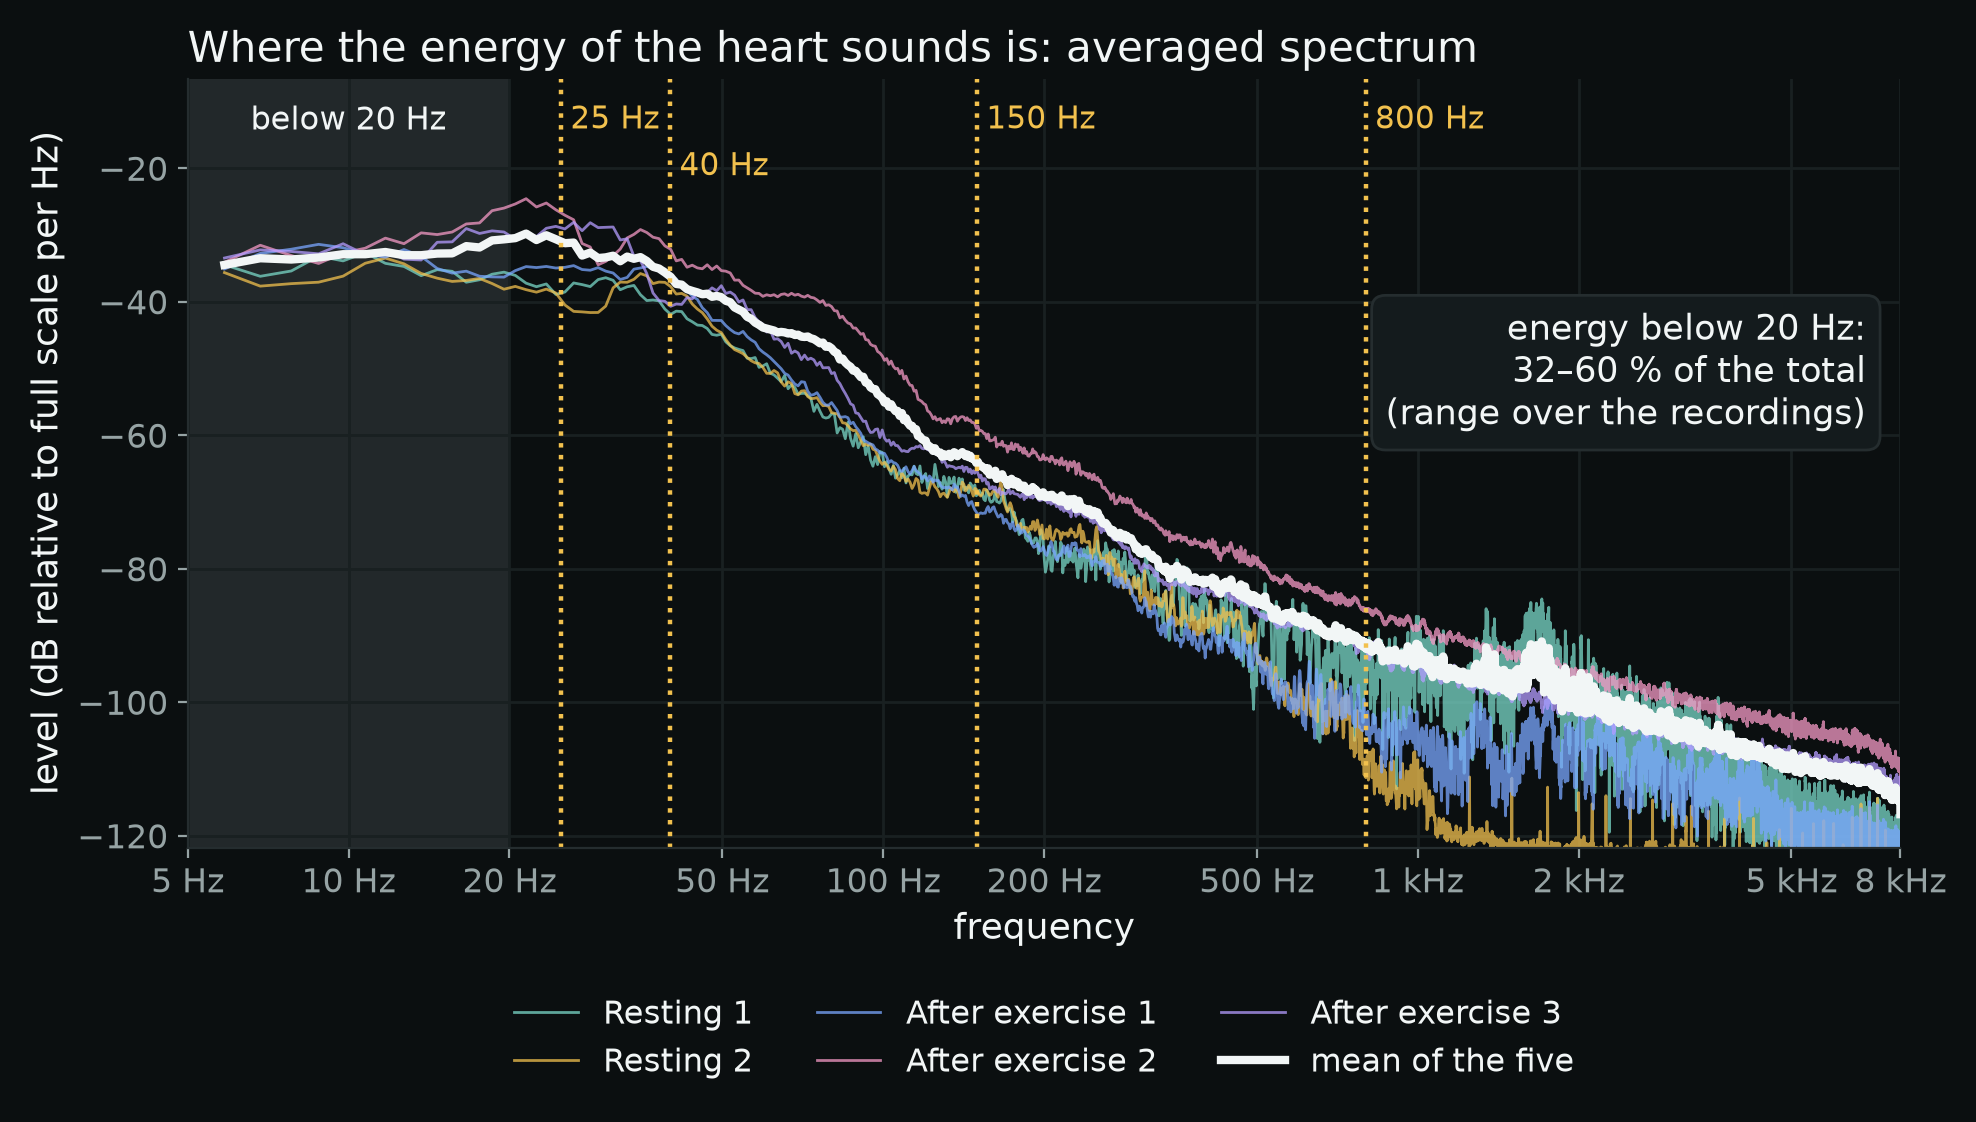 Where the energy of the heart sounds is: averaged spectrum
below 20 Hz
25 Hz
40 Hz
150 Hz
800 Hz
level (dB relative to full scale per Hz)
−20
−40
−60
−80
−100
−120
energy below 20 Hz:
32–60 % of the total
(range over the recordings)
5 Hz
10 Hz
20 Hz
50 Hz
100 Hz
200 Hz
500 Hz
1 kHz
2 kHz
5 kHz
8 kHz
frequency
Resting 1
Resting 2
After exercise 1
After exercise 2
After exercise 3
mean of the five